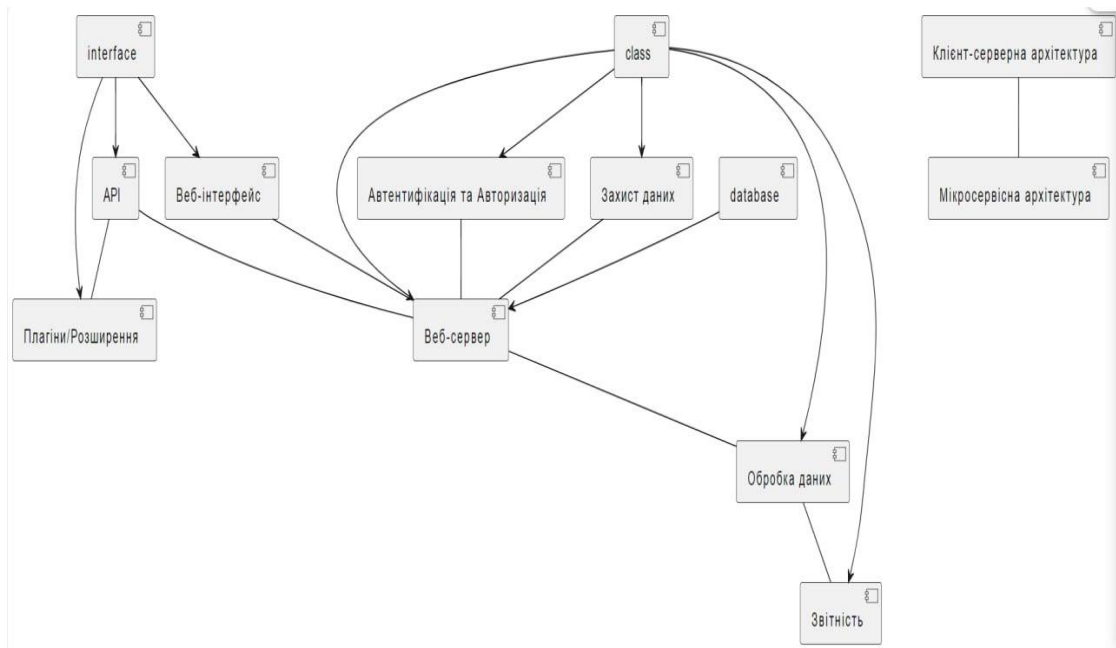 interface
class
Клієнт-серверна архітектура
API
Веб-інтерфейс
Автентифікація та Авторизація
Захист даних
database
Мікросервісна архітектура
Плагіни/Розширення
Веб-сервер
Обробка даних
Звітність